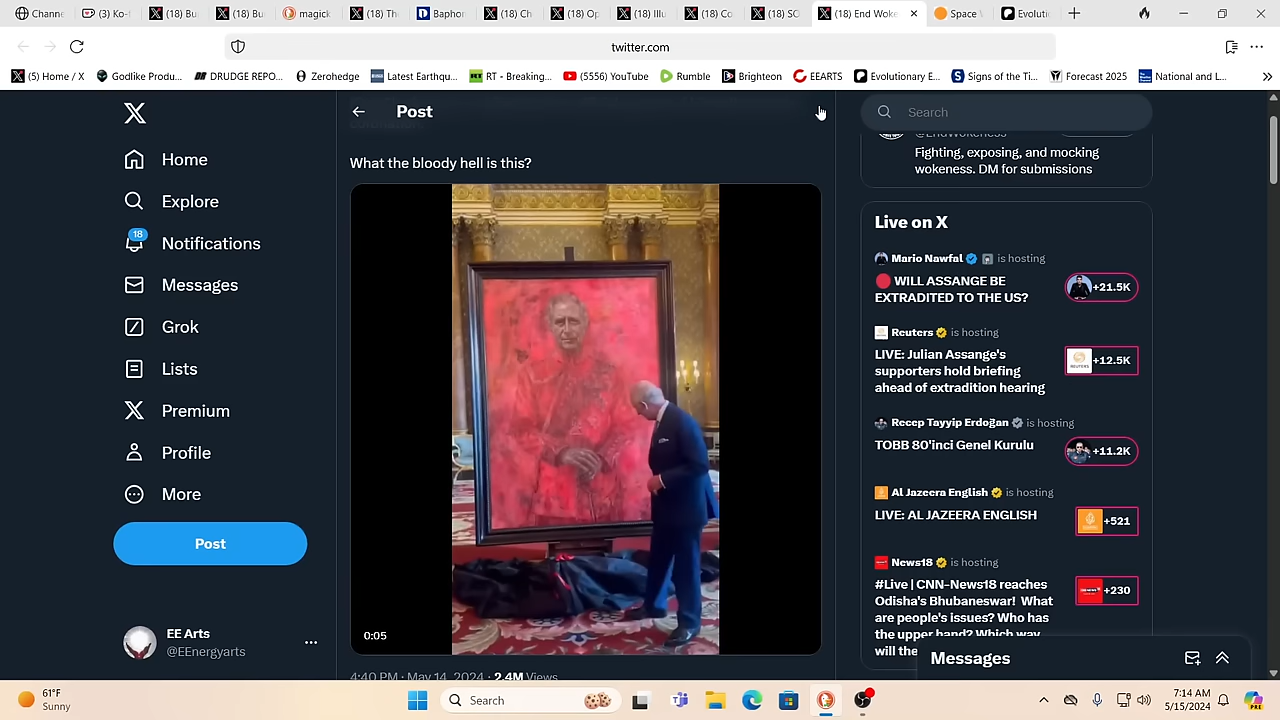 Channe
(3) Ko-f
(18) Bu
(18) Bu
magick
(18) Th
Baphon
(18) Ch
(18) Op
(18) Illu
(18) Co
(18) SC
(18) End Woke
Space W
Evoluti
twitter.com
(5) Home / X
Godlike Produ...
DRUDGE REPO...
Zerohedge
Latest Earthqu...
RT - Breaking...
(5556) YouTube
Rumble
Brighteon
EEARTS
Evolutionary E...
Signs of the Ti...
Forecast 2025
National and L...
Post
What the bloody hell is this?
0:05
4:40 PM · May 14, 2024 · 2.4M Views
Home
Explore
18
Notifications
Messages
Grok
Lists
Premium
Profile
More
Post
EE Arts
@EEnergyarts
Search
@EndWokeness
Fighting, exposing, and mocking
wokeness. DM for submissions
Live on X
Mario Nawfal is hosting
WILL ASSANGE BE
EXTRADITED TO THE US?
+21.5K
Reuters is hosting
LIVE: Julian Assange's
supporters hold briefing
ahead of extradition hearing
+12.5K
Recep Tayyip Erdoğan is hosting
TOBB 80'inci Genel Kurulu
+11.2K
Al Jazeera English is hosting
LIVE: AL JAZEERA ENGLISH
+521
News18 is hosting
#Live | CNN-News18 reaches
Odisha's Bhubaneswar! What
are people's issues? Who has
the upper hand? Which way
will the
+230
Messages
61°F
Sunny
Search
7:14 AM
5/15/2024